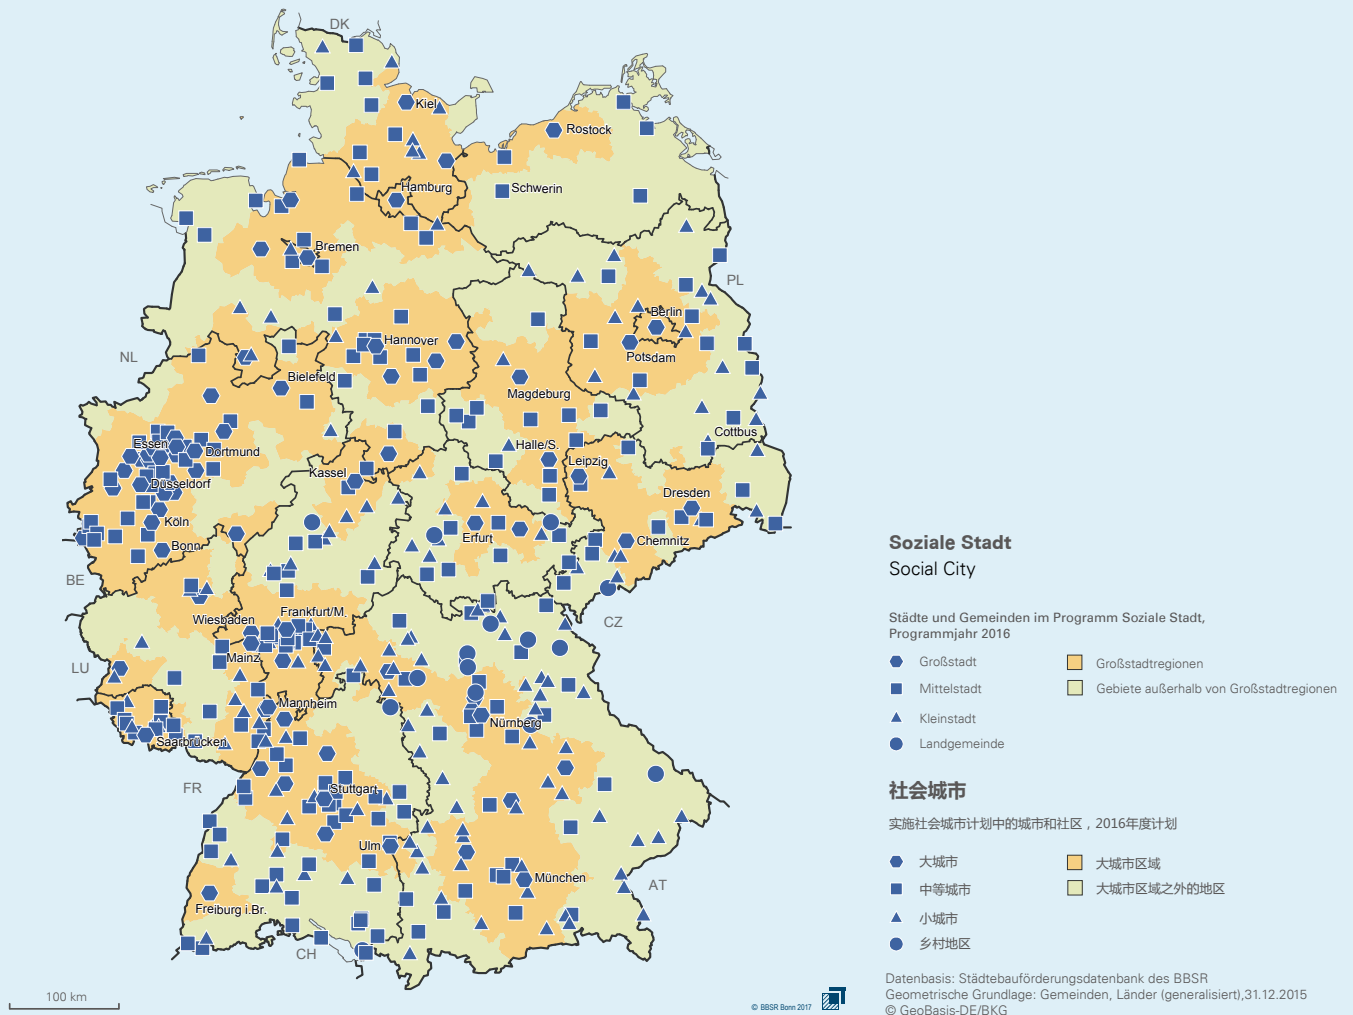 DK
Kiel
Rostock
Hamburg
Schwerin
Bremen
PL
Berlin
Hannover
NL
Potsdam
Bielefeld
Magdeburg
Cottbus
Essen
Halle/S.
Dortmund
Leipzig
Kassel
Düsseldorf
Dresden
Köln
Erfurt
Chemnitz
Bonn
BE
Frankfurt/M.
Wiesbaden
CZ
Mainz
LU
Mannheim
Nürnberg
Saarbrücken
FR
Stuttgart
Ulm
München
AT
Freiburg i.Br.
CH
100 km
© BBSR Bonn 2017
Soziale Stadt
Social City
Städte und Gemeinden im Programm Soziale Stadt,
Programmjahr 2016
Großstadt
Großstadtregionen
Mittelstadt
Gebiete außerhalb von Großstadtregionen
Kleinstadt
Landgemeinde
社会城市
实施社会城市计划中的城市和社区，2016年度计划
大城市
大城市区域
中等城市
大城市区域之外的地区
小城市
乡村地区
Datenbasis: Städtebauförderungsdatenbank des BBSR
Geometrische Grundlage: Gemeinden, Länder (generalisiert),31.12.2015
© GeoBasis-DE/BKG